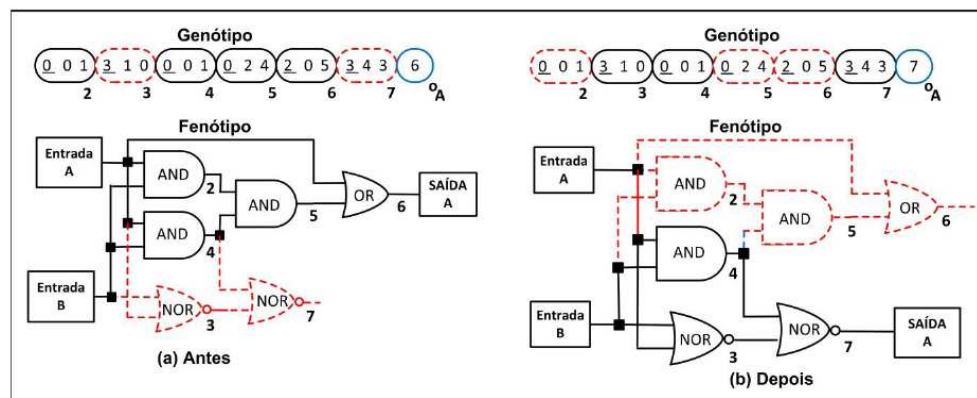 Genótipo
0 0 1 3 1 0 0 0 1 0 2 4 2 0 5 3 4 3 6
2 3 4 5 6 7 oA
Fenótipo
Entrada A
AND
2
AND
5
OR
6
SAÍDA A
AND
4
Entrada B
NOR
3
NOR
7
(a) Antes
Genótipo
0 0 1 3 1 0 0 0 1 0 2 4 2 0 5 3 4 3 7
2 3 4 5 6 7 oA
Fenótipo
Entrada A
AND
2
AND
5
OR
6
AND
4
Entrada B
NOR
3
NOR
7
SAÍDA A
(b) Depois